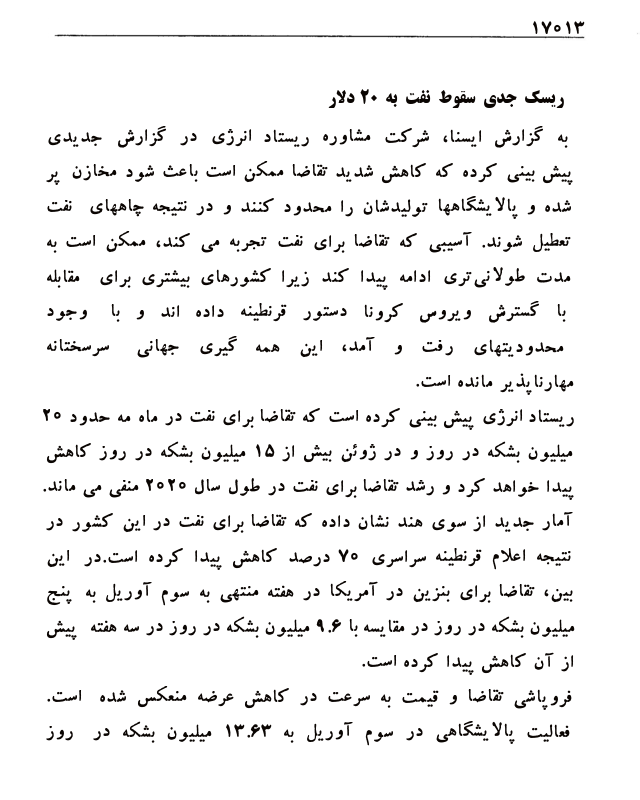 ۱۷۰۱۳
ریسک جدی سقوط نفت به ۲۰ دلار
به گزارش ایسنا، شرکت مشاوره ریستاد انرژی در گزارش جدیدی
پیش بینی کرده که کاهش شدید تقاضا ممکن است باعث شود مخازن پر
شده و پالایشگاهها تولیدشان را محدود کنند و در نتیجه چاههای نفت
تعطیل شوند. آسیبی که تقاضا برای نفت تجربه می کند، ممکن است به
مدت طولانی‌تری ادامه پیدا کند زیرا کشورهای بیشتری برای مقابله
با گسترش ویروس کرونا دستور قرنطینه داده اند و با وجود
محدودیتهای رفت و آمد، این همه گیری جهانی سرسختانه
مهارناپذیر مانده است.
ریستاد انرژی پیش بینی کرده است که تقاضا برای نفت در ماه مه حدود ۲۰
میلیون بشکه در روز و در ژوئن بیش از ۱۵ میلیون بشکه در روز کاهش
پیدا خواهد کرد و رشد تقاضا برای نفت در طول سال ۲۰۲۰ منفی می ماند.
آمار جدید از سوی هند نشان داده که تقاضا برای نفت در این کشور در
نتیجه اعلام قرنطینه سراسری ۷۰ درصد کاهش پیدا کرده است.در این
بین، تقاضا برای بنزین در آمریکا در هفته منتهی به سوم آوریل به پنج
میلیون بشکه در روز در مقایسه با ۹.۶ میلیون بشکه در روز در سه هفته پیش
از آن کاهش پیدا کرده است.
فروپاشی تقاضا و قیمت به سرعت در کاهش عرضه منعکس شده است.
فعالیت پالایشگاهی در سوم آوریل به ۱۳.۶۳ میلیون بشکه در روز